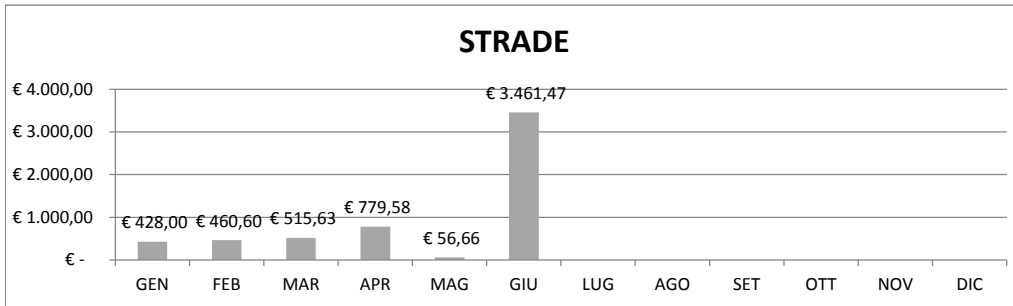 STRADE
€ 4.000,00
€ 3.000,00
€ 2.000,00
€ 1.000,00
€ -
€ 428,00 € 460,60 € 515,63 € 779,58 € 56,66 € 3.461,47
GEN FEB MAR APR MAG GIU LUG AGO SET OTT NOV DIC